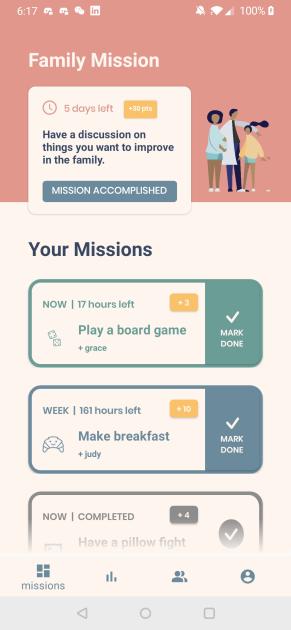 6:17
100%
Family Mission
5 days left
+30 pts
Have a discussion on
things you want to improve
in the family.
MISSION ACCOMPLISHED
Your Missions
NOW | 17 hours left
+ 3
Play a board game
+ grace
MARK
DONE
WEEK | 161 hours left
+ 10
Make breakfast
+ judy
MARK
DONE
NOW | COMPLETED
+ 4
Have a pillow fight
missions